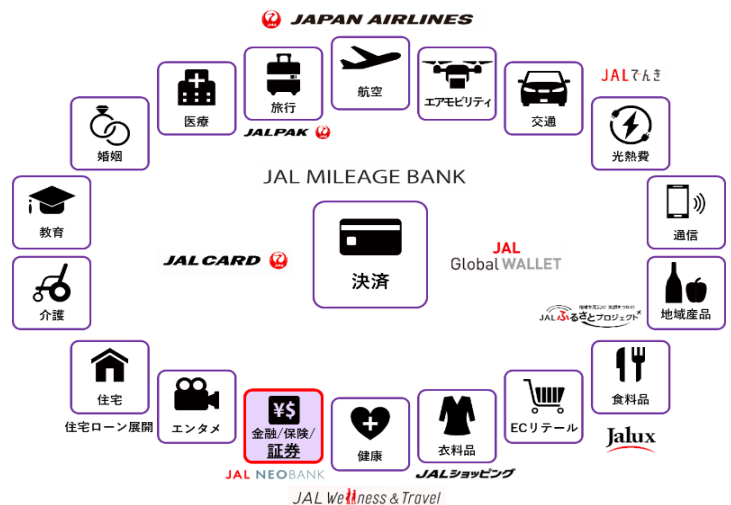 JAPAN AIRLINES
航空
旅行
エアモビリティ
医療
交通
JALでんき
JALPAK
婚姻
光熱費
JAL MILEAGE BANK
教育
通信
JAL CARD
決済
JAL
Global WALLET
介護
地域産品
JALふるさとプロジェクト
住宅
食料品
住宅ローン展開
エンタメ
¥$
金融/保険/
証券
健康
衣料品
ECリテール
Jalux
JAL NEOBANK
JALショッピング
JAL Wellness & Travel